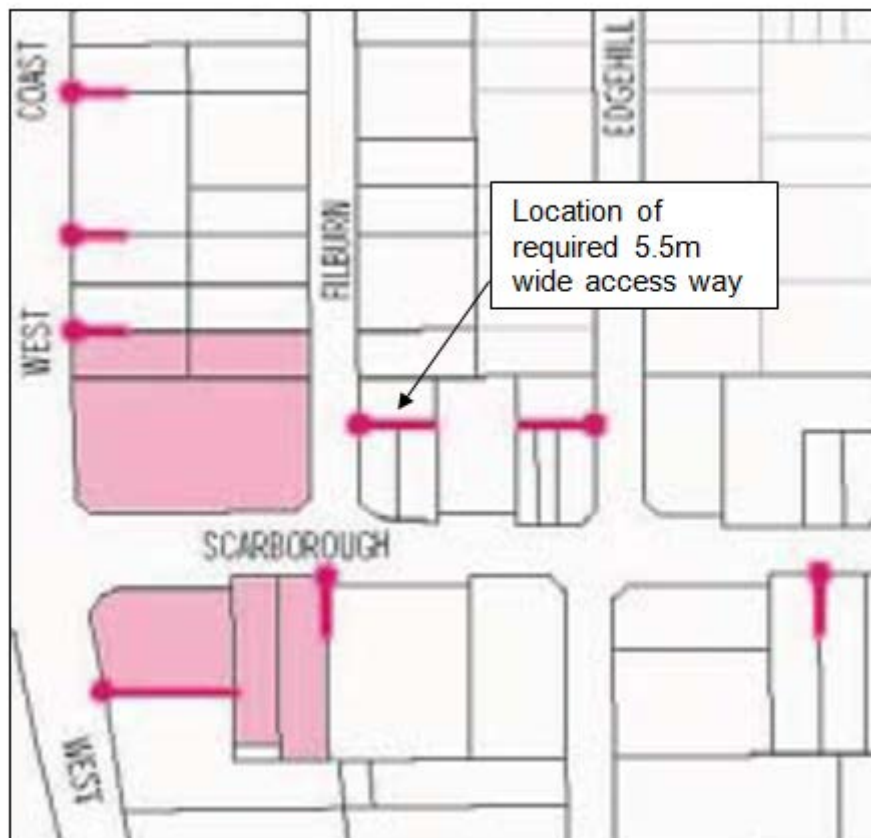 COAST
EDGEHILL
Location of
required 5.5m
wide access way
FILBURN
WEST
SCARBOROUGH
WEST